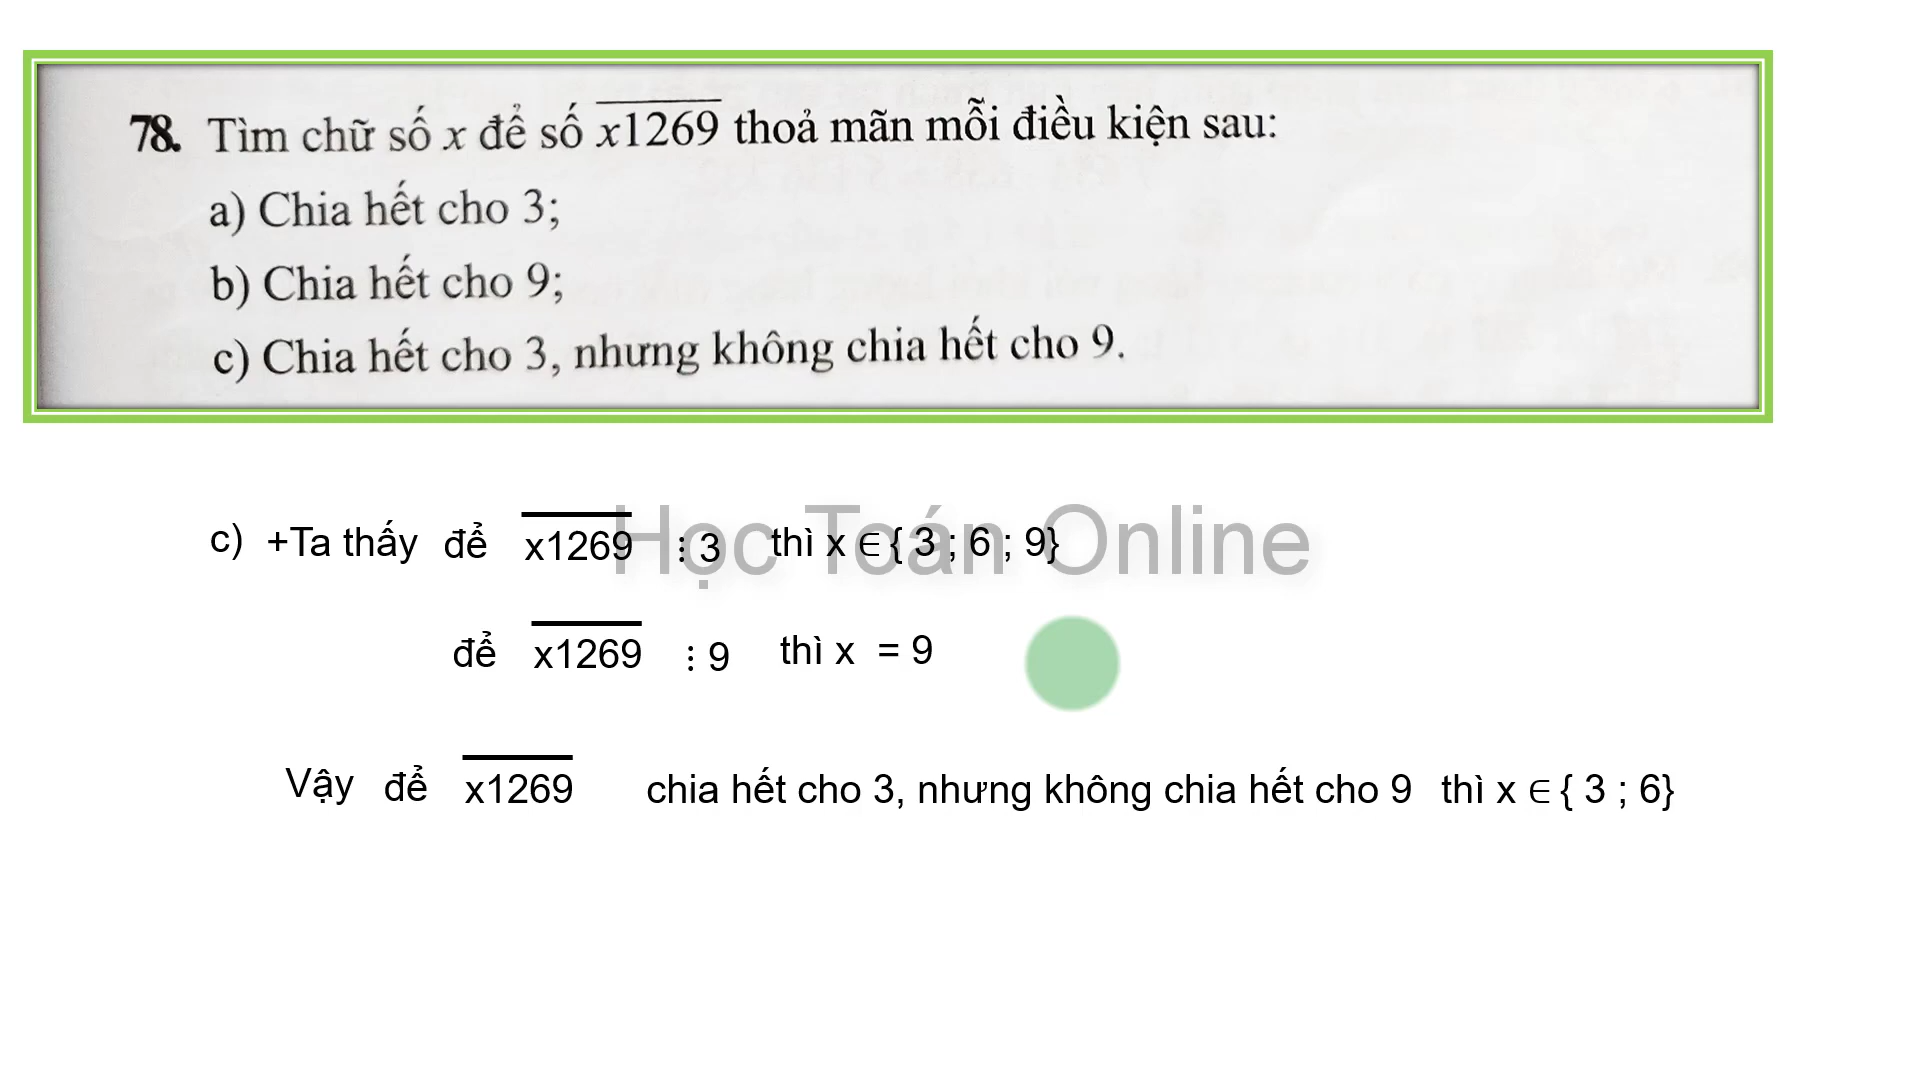 78. Tìm chữ số x để số x1269 thoả mãn mỗi điều kiện sau:
a) Chia hết cho 3;
b) Chia hết cho 9;
c) Chia hết cho 3, nhưng không chia hết cho 9.
Học Toán Online
c) +Ta thấy để x1269 ⋮ 3 thì x ∈ { 3 ; 6 ; 9}
để x1269 ⋮ 9 thì x = 9
Vậy để x1269 chia hết cho 3, nhưng không chia hết cho 9 thì x ∈ { 3 ; 6}